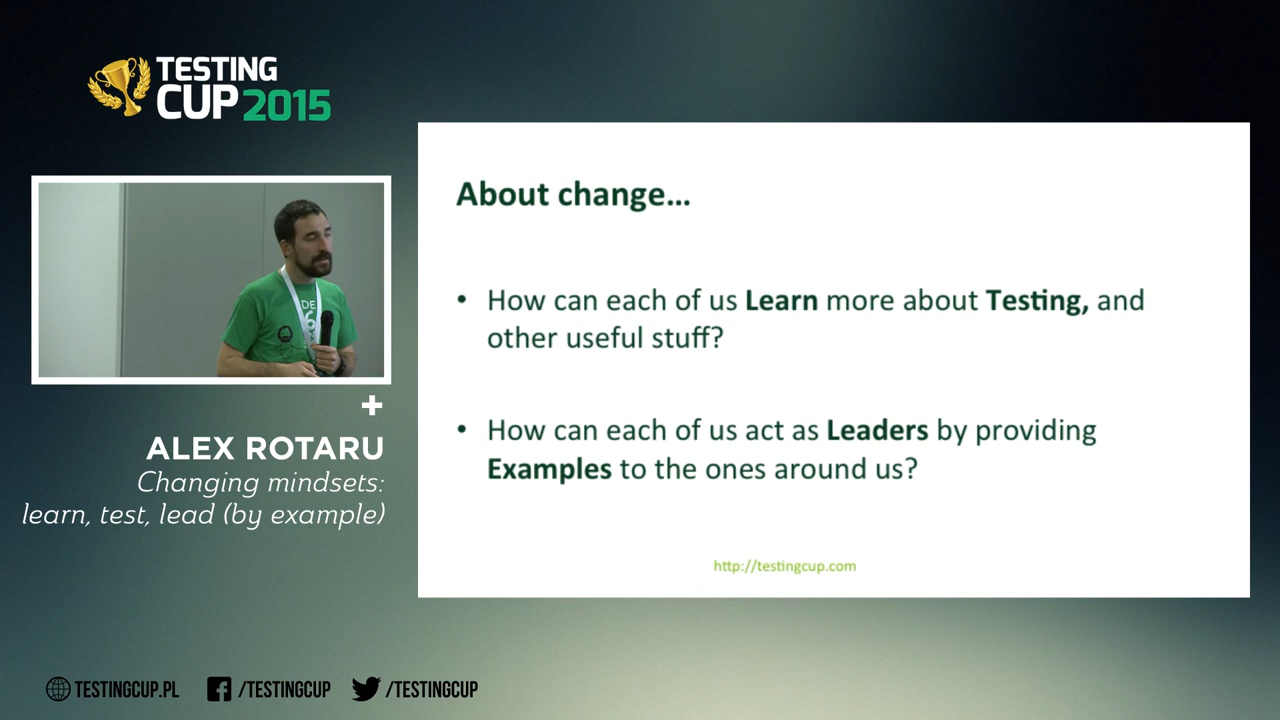 TESTING
CUP 2015
About change...
• How can each of us Learn more about Testing, and
other useful stuff?
• How can each of us act as Leaders by providing
Examples to the ones around us?
http://testingcup.com
DE
+
ALEX ROTARU
Changing mindsets:
learn, test, lead (by example)
TESTINGCUP.PL
/TESTINGCUP
/TESTINGCUP